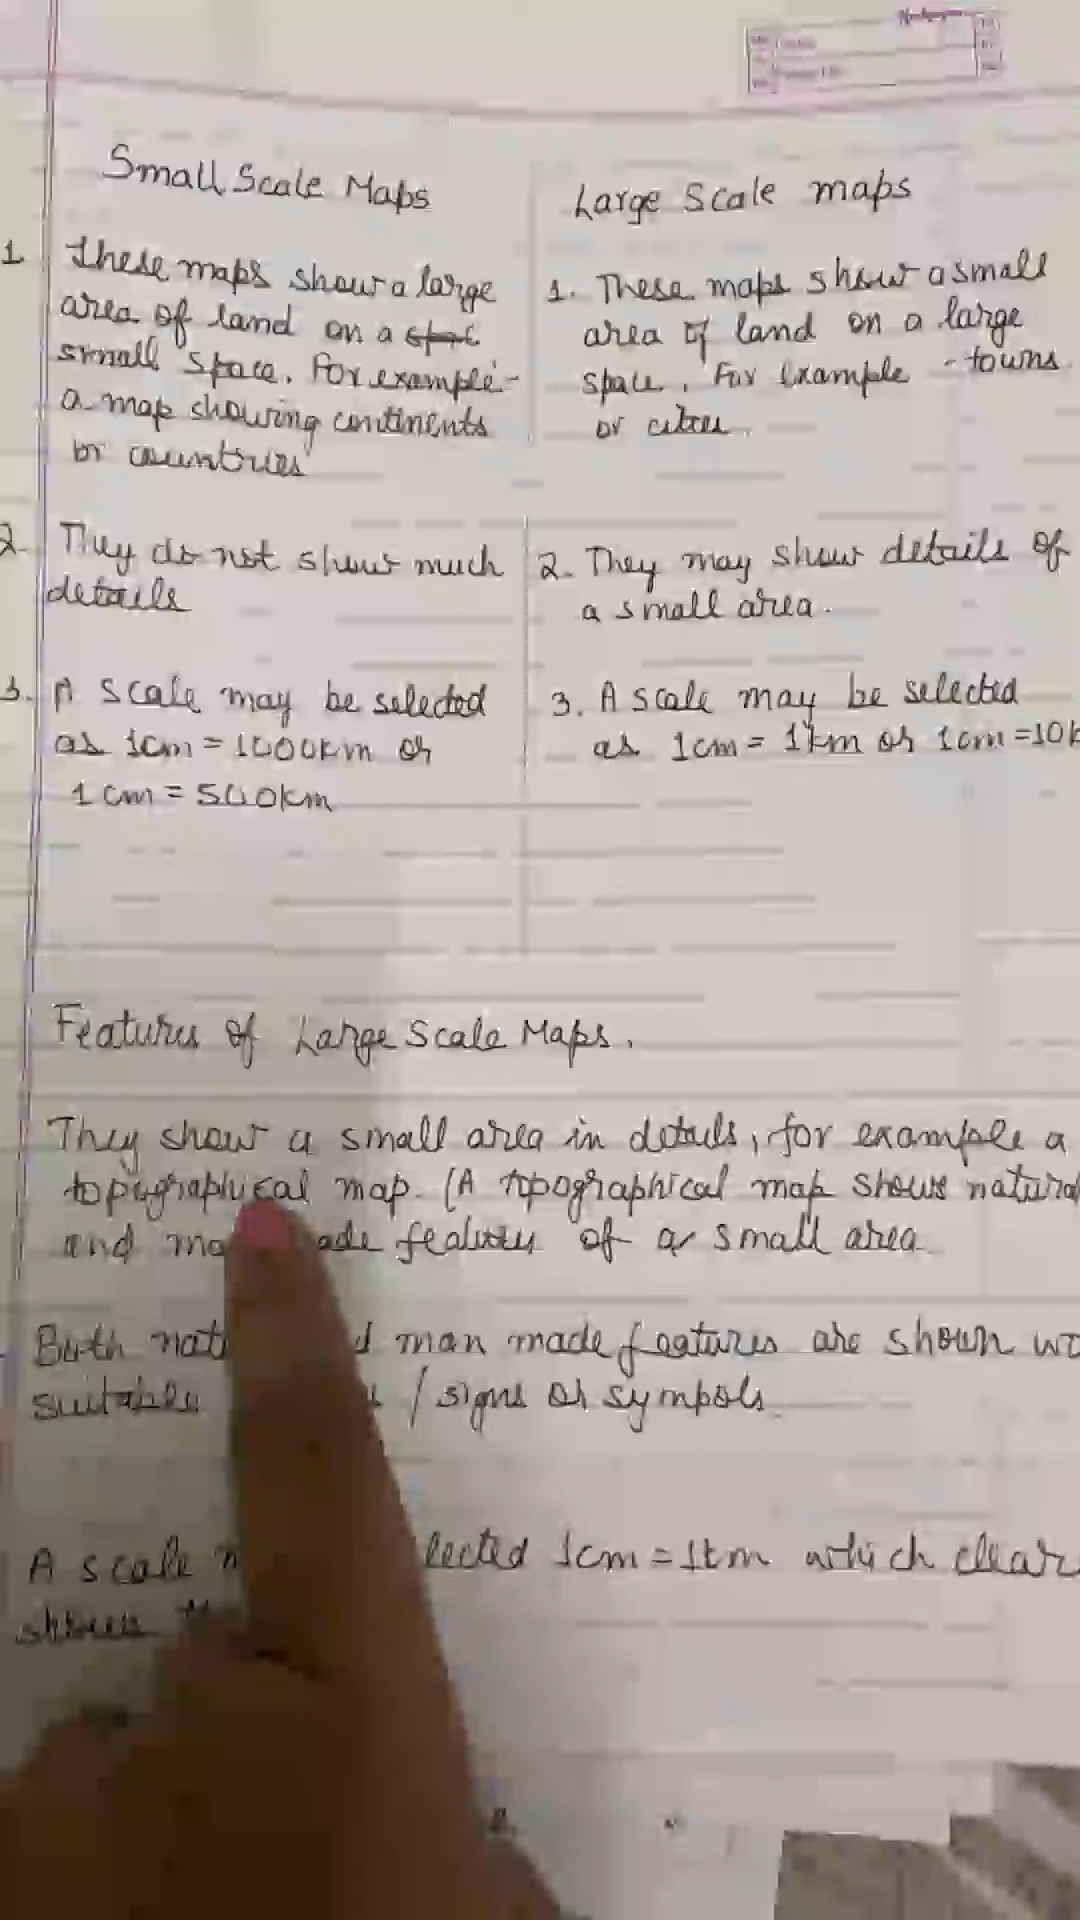 Small Scale Maps
1 These maps show a large
area of land on a
small space. For example-
a map showing continents
or countries
2. They do not show much
details
3. A scale may be selected
as 1cm = 1000km or
1 cm = 500km
Large Scale maps
1. These maps show a small
area of land on a large
space. For example - towns
or cities.
2. They may show details of
a small area.
3. A scale may be selected
as 1cm = 1km or 1cm = 10k
Features of Large Scale Maps.
They show a small area in details, for example a
topographical map. (A topographical map shows natural
and features of a small area
Both man made features are shown
suitable / signs or symbols.
A scale 1cm = 1km which clear
shows